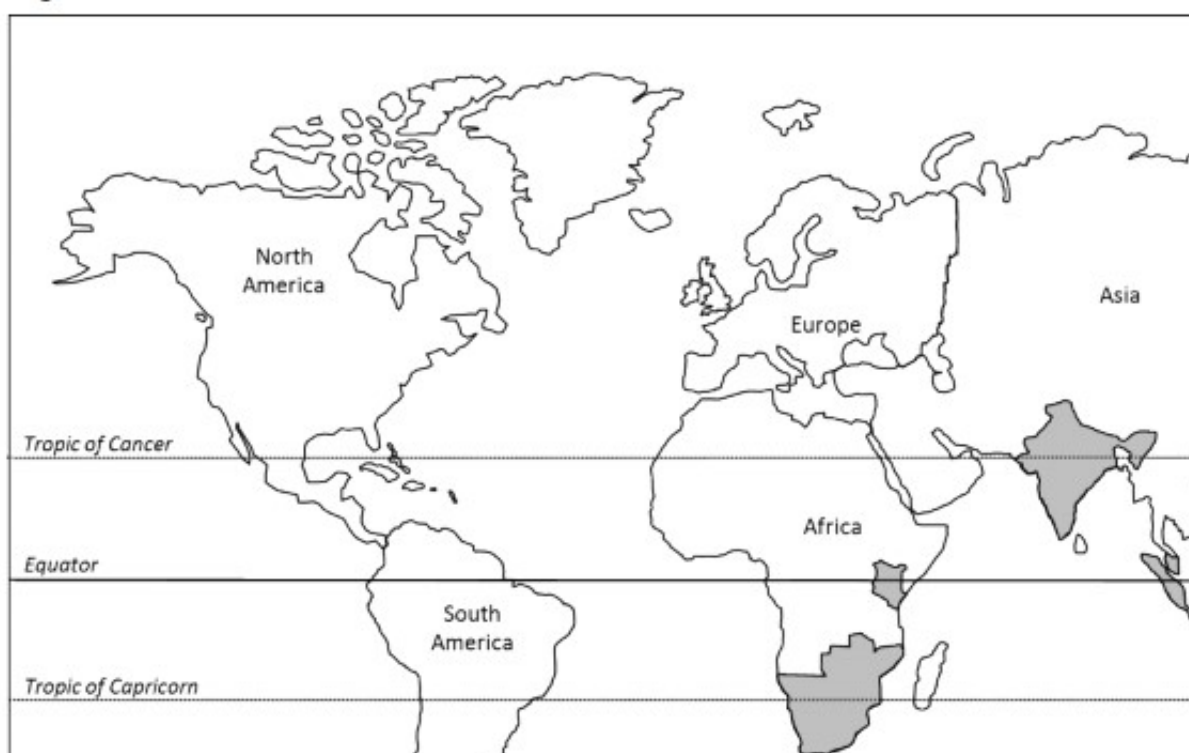 North
America
Europe
Asia
Tropic of Cancer
Africa
Equator
South
America
Tropic of Capricorn